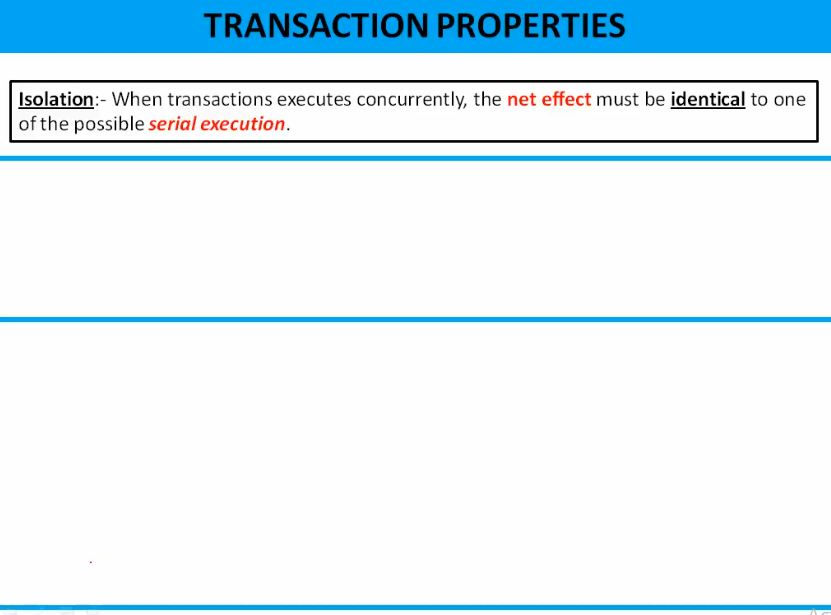 TRANSACTION PROPERTIES
Isolation:- When transactions executes concurrently, the net effect must be identical to one
of the possible serial execution.